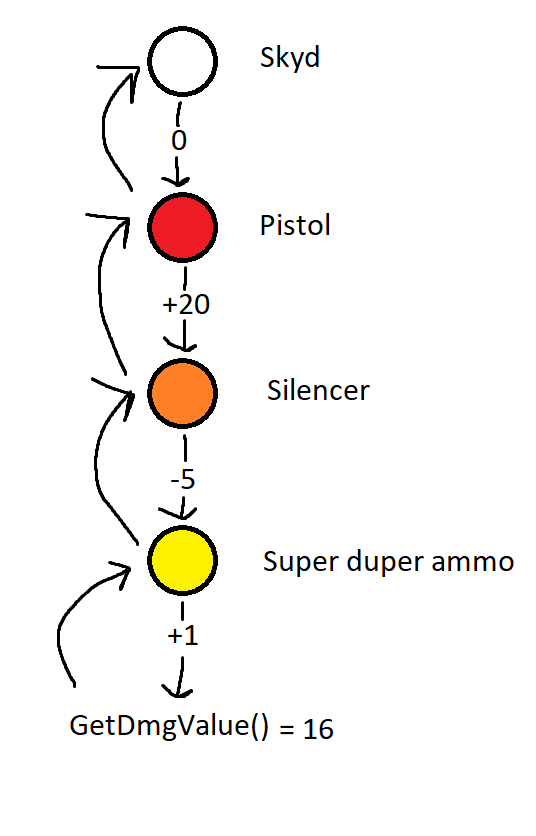 Skyd
0
Pistol
+20
Silencer
-5
Super duper ammo
+1
GetDmgValue() = 16